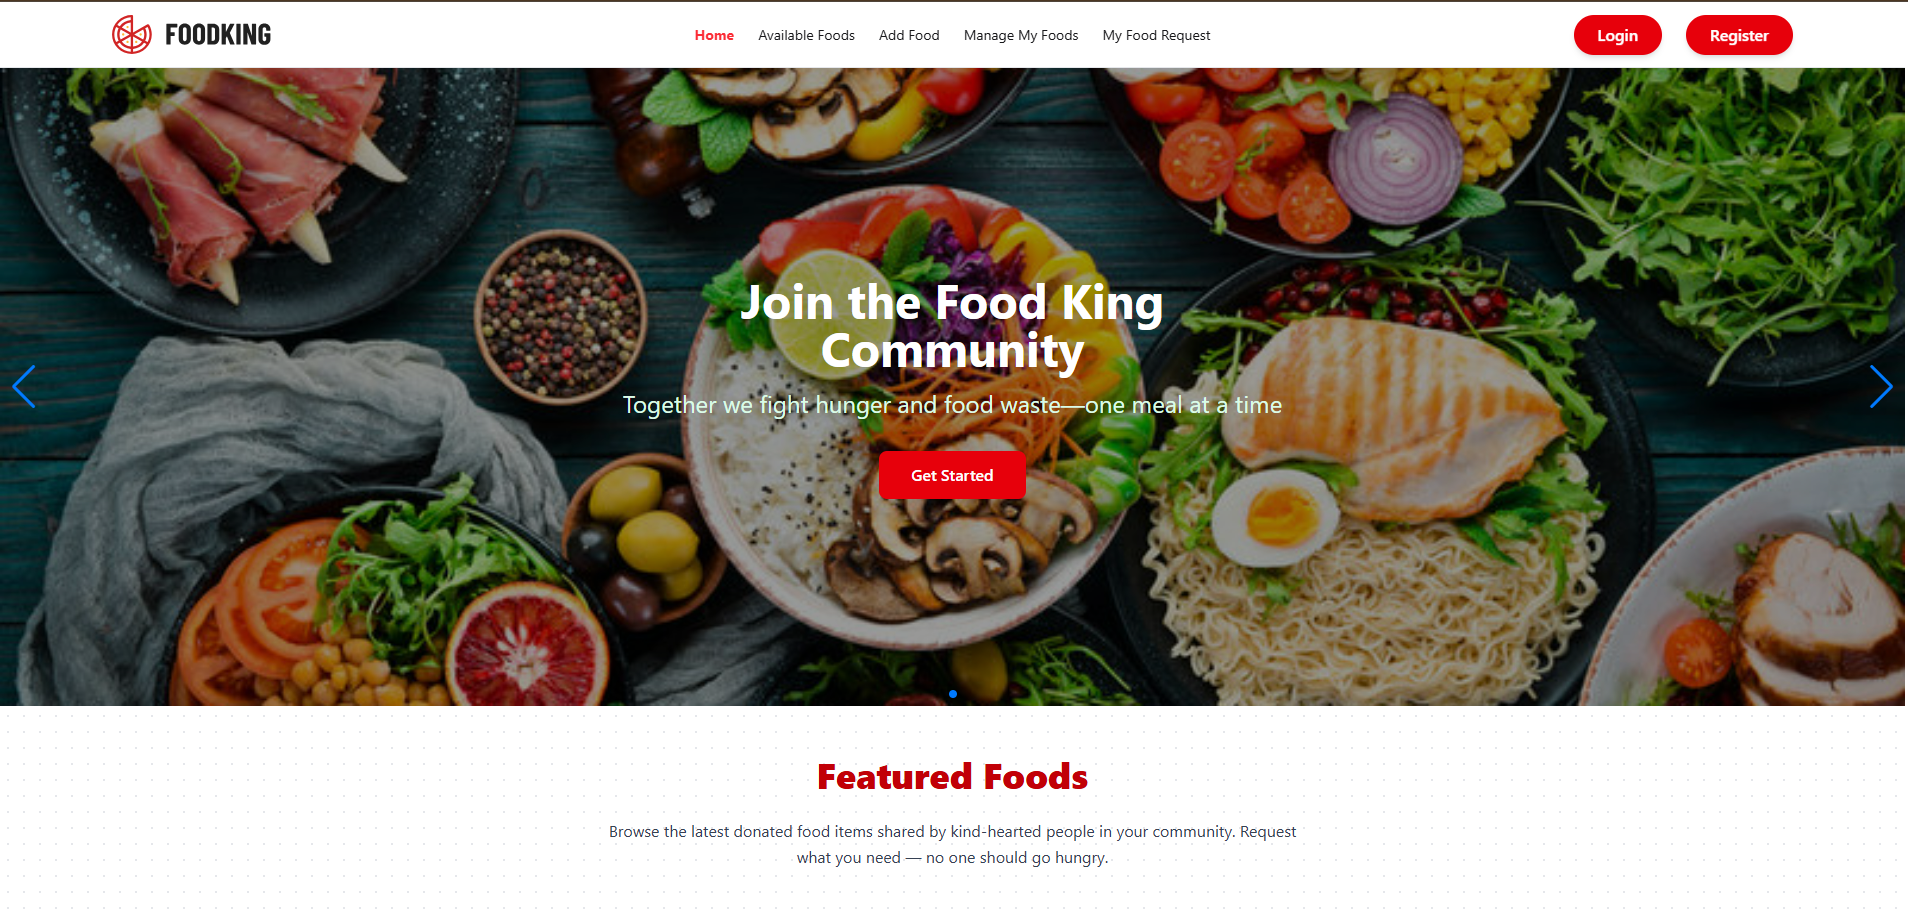 FOODKING
Home Available Foods Add Food Manage My Foods My Food Request
Login Register
Join the Food King
Community
Together we fight hunger and food waste—one meal at a time
Get Started
Featured Foods
Browse the latest donated food items shared by kind-hearted people in your community. Request
what you need — no one should go hungry.